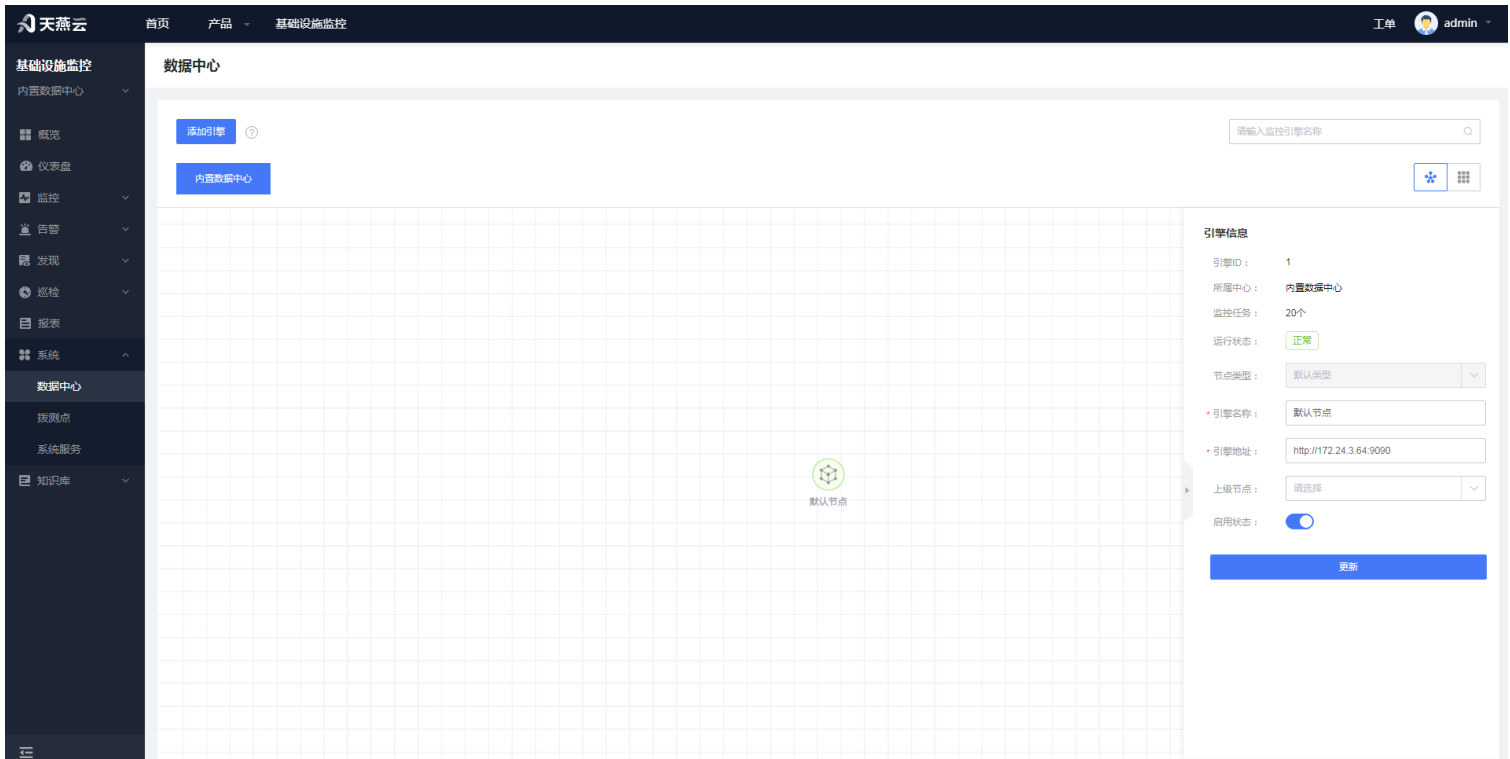 天燕云
首页 产品 基础设施监控
工单 admin
基础设施监控
内置数据中心
概览
仪表盘
监控
告警
发现
巡检
报表
系统
数据中心
拨测点
系统服务
知识库
数据中心
添加引擎 ?
请输入监控引擎名称
内置数据中心
默认节点
引擎信息
引擎ID： 1
所属中心： 内置数据中心
监控任务： 20个
运行状态： 正常
节点类型： 默认类型
* 引擎名称： 默认节点
* 引擎地址： http://172.24.3.64:9090
上级节点： 请选择
启用状态：
更新